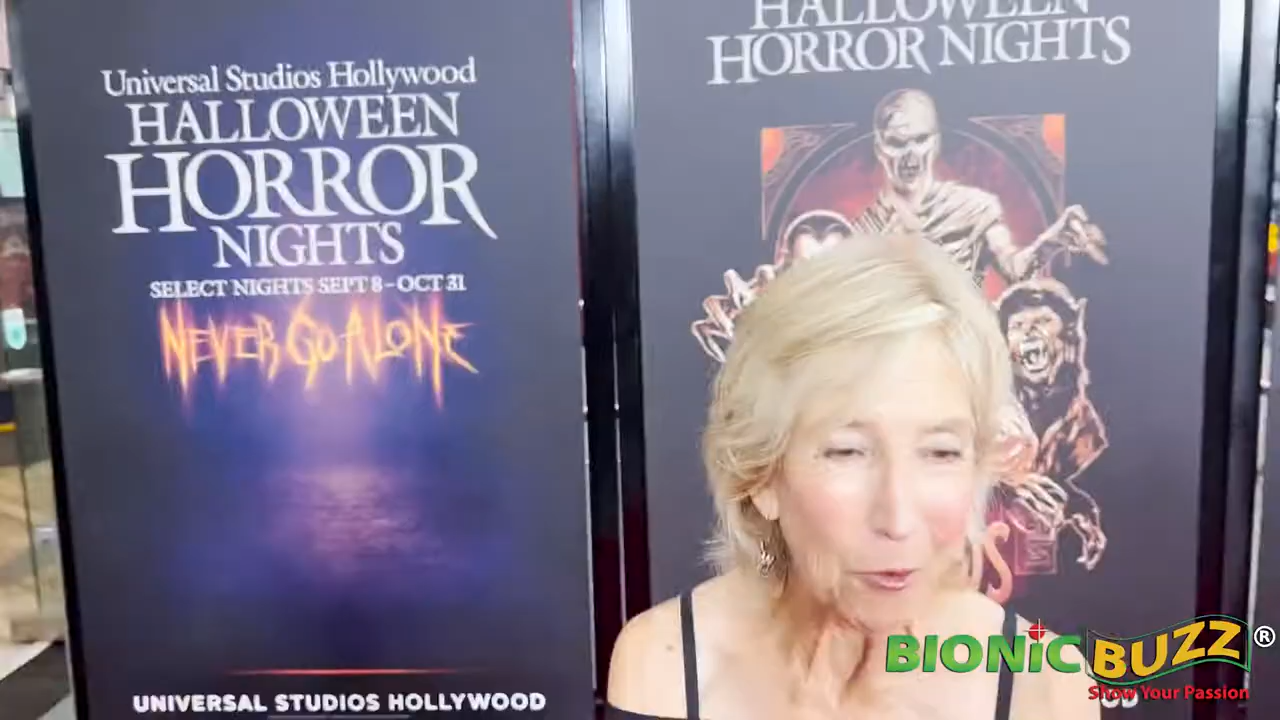 Universal Studios Hollywood
HALLOWEEN
HORROR
NIGHTS
SELECT NIGHTS SEPT 8 - OCT 31
NEVER GO ALONE
UNIVERSAL STUDIOS HOLLYWOOD
HALLOWEEN
HORROR NIGHTS
BIONIC BUZZ®
Show Your Passion